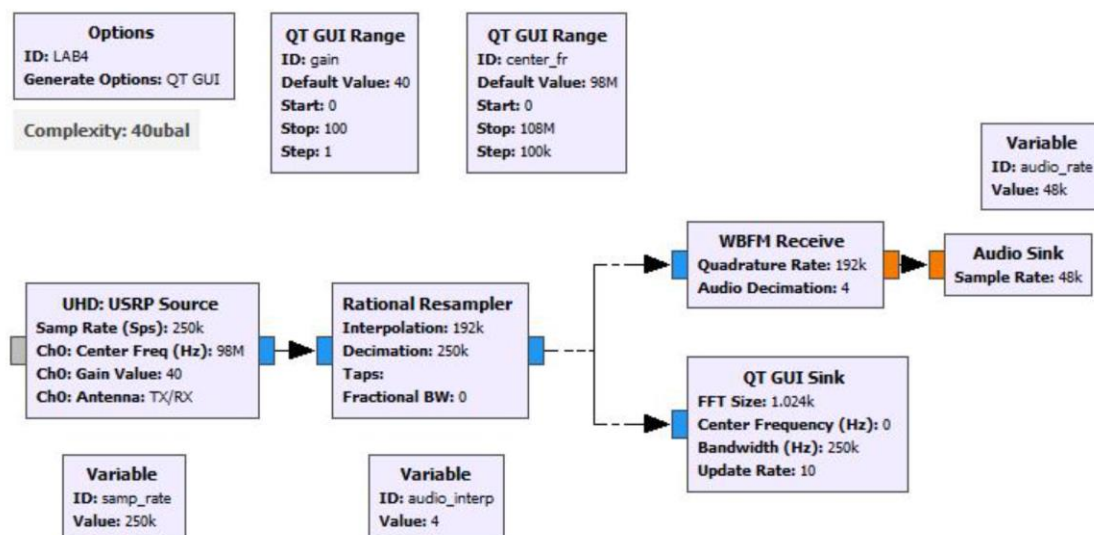 Options
ID: LAB4
Generate Options: QT GUI
Complexity: 40ubal
QT GUI Range
ID: gain
Default Value: 40
Start: 0
Stop: 100
Step: 1
QT GUI Range
ID: center_fr
Default Value: 98M
Start: 0
Stop: 108M
Step: 100k
Variable
ID: audio_rate
Value: 48k
UHD: USRP Source
Samp Rate (Sps): 250k
Ch0: Center Freq (Hz): 98M
Ch0: Gain Value: 40
Ch0: Antenna: TX/RX
Rational Resampler
Interpolation: 192k
Decimation: 250k
Taps:
Fractional BW: 0
WBFM Receive
Quadrature Rate: 192k
Audio Decimation: 4
Audio Sink
Sample Rate: 48k
QT GUI Sink
FFT Size: 1.024k
Center Frequency (Hz): 0
Bandwidth (Hz): 250k
Update Rate: 10
Variable
ID: samp_rate
Value: 250k
Variable
ID: audio_interp
Value: 4